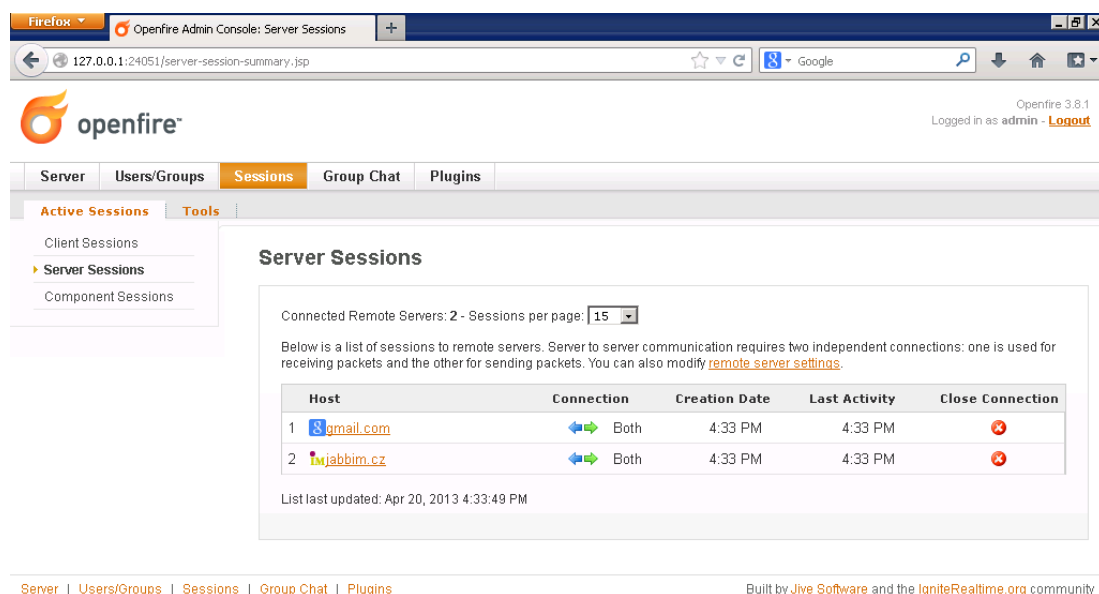 Firefox
Openfire Admin Console: Server Sessions
127.0.0.1:24051/server-session-summary.jsp
Google
openfire
Openfire 3.8.1
Logged in as admin - Logout
Server Users/Groups Sessions Group Chat Plugins
Active Sessions Tools
Client Sessions
Server Sessions
Component Sessions
Server Sessions
Connected Remote Servers: 2 - Sessions per page: 15
Below is a list of sessions to remote servers. Server to server communication requires two independent connections: one is used for
receiving packets and the other for sending packets. You can also modify remote server settings.
Host Connection Creation Date Last Activity Close Connection
1 gmail.com Both 4:33 PM 4:33 PM
2 jabbim.cz Both 4:33 PM 4:33 PM
List last updated: Apr 20, 2013 4:33:49 PM
Server | Users/Groups | Sessions | Group Chat | Plugins
Built by Jive Software and the IgniteRealtime.org community